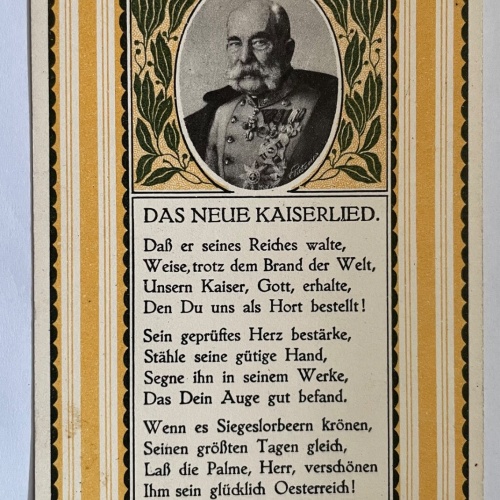 DAS NEUE KAISERLIED.
Daß er seines Reiches walte,
Weise, trotz dem Brand der Welt,
Unsern Kaiser, Gott, erhalte,
Den Du uns als Hort bestellt!
Sein geprüftes Herz bestärke,
Stähle seine gütige Hand,
Segne ihn in seinem Werke,
Das Dein Auge gut befand.
Wenn es Siegeslorbeern krönen,
Seinen größten Tagen gleich,
Laß die Palme, Herr, verschönen
Ihm sein glücklich Oesterreich!